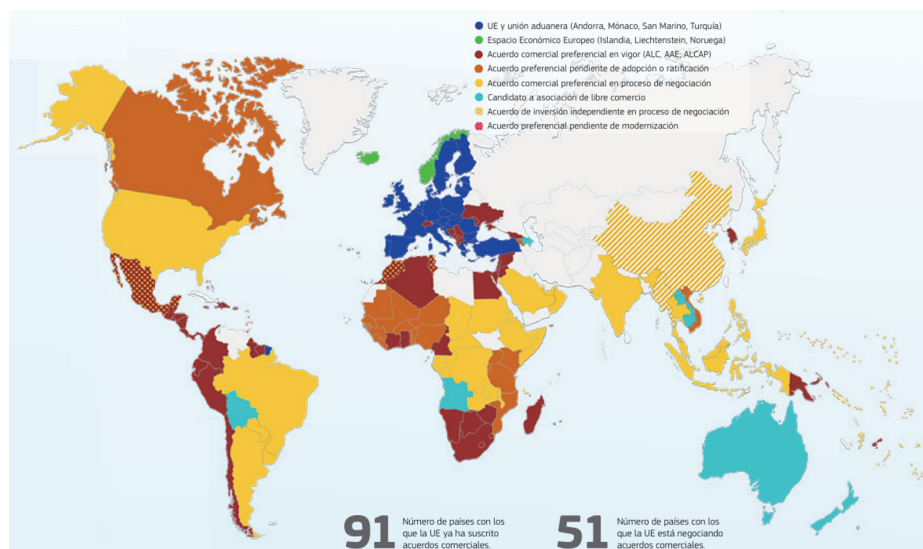 UE y unión aduanera (Andorra, Mónaco, San Marino, Turquía)
Espacio Económico Europeo (Islandia, Liechtenstein, Noruega)
Acuerdo comercial preferencial en vigor (ALC, AAE, ALCAP)
Acuerdo preferencial pendiente de adopción o ratificación
Acuerdo comercial preferencial en proceso de negociación
Candidato a asociación de libre comercio
Acuerdo de inversión independiente en proceso de negociación
Acuerdo preferencial pendiente de modernización
91
Número de países con los
que la UE ya ha suscrito
acuerdos comerciales.
51
Número de países con los
que la UE está negociando
acuerdos comerciales.